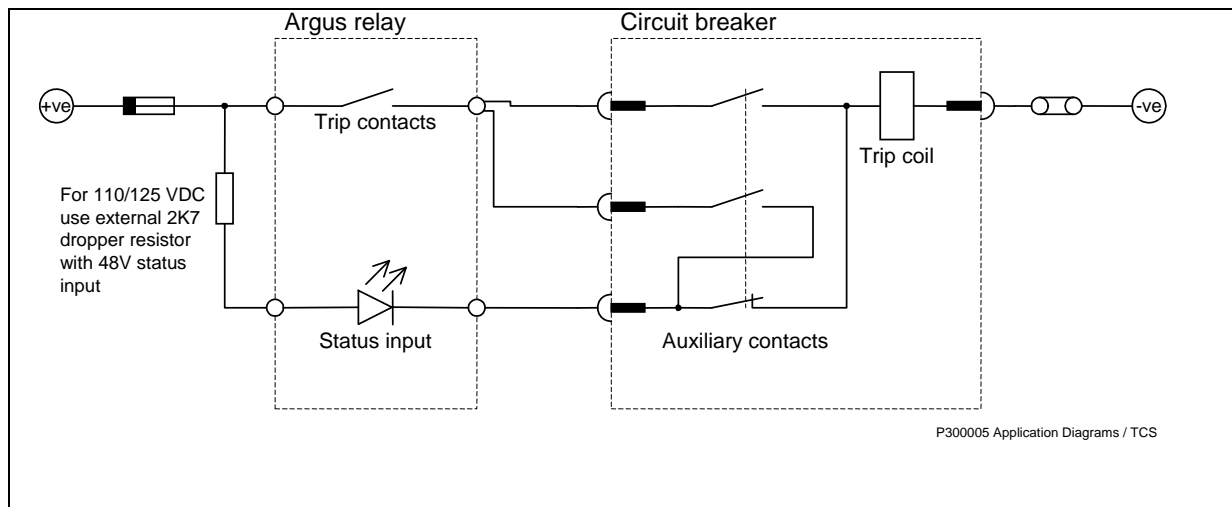 Argus relay
Circuit breaker
+ve
-ve
Trip contacts
Trip coil
For 110/125 VDC
use external 2K7
dropper resistor
with 48V status
input
Status input
Auxiliary contacts
P300005 Application Diagrams / TCS